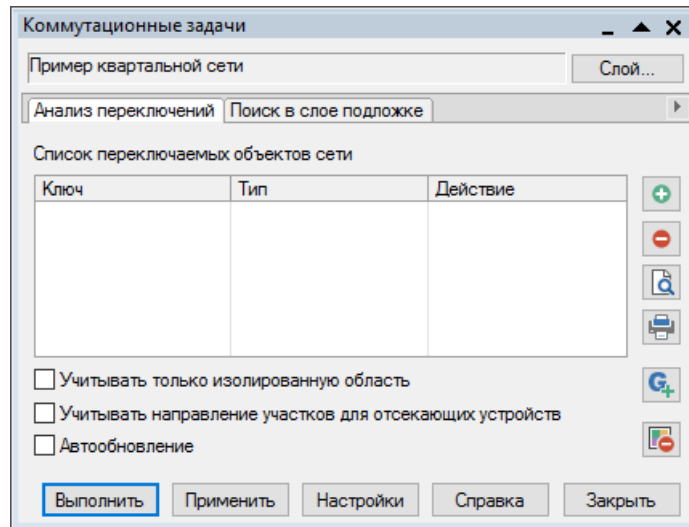 Коммутационные задачи
Пример квартальной сети
Слой...
Анализ переключений Поиск в слое подложке
Список переключаемых объектов сети
Ключ Тип Действие
Учитывать только изолированную область
Учитывать направление участков для отсекающих устройств
Автообновление
Выполнить Применить Настройки Справка Закрыть